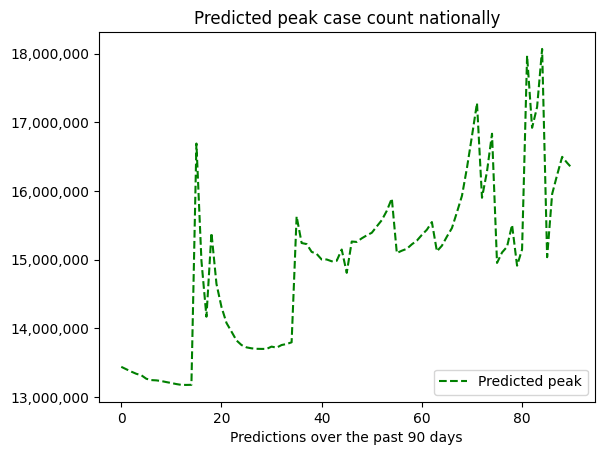 Predicted peak case count nationally
18,000,000
17,000,000
16,000,000
15,000,000
14,000,000
13,000,000
Predicted peak
0 20 40 60 80
Predictions over the past 90 days